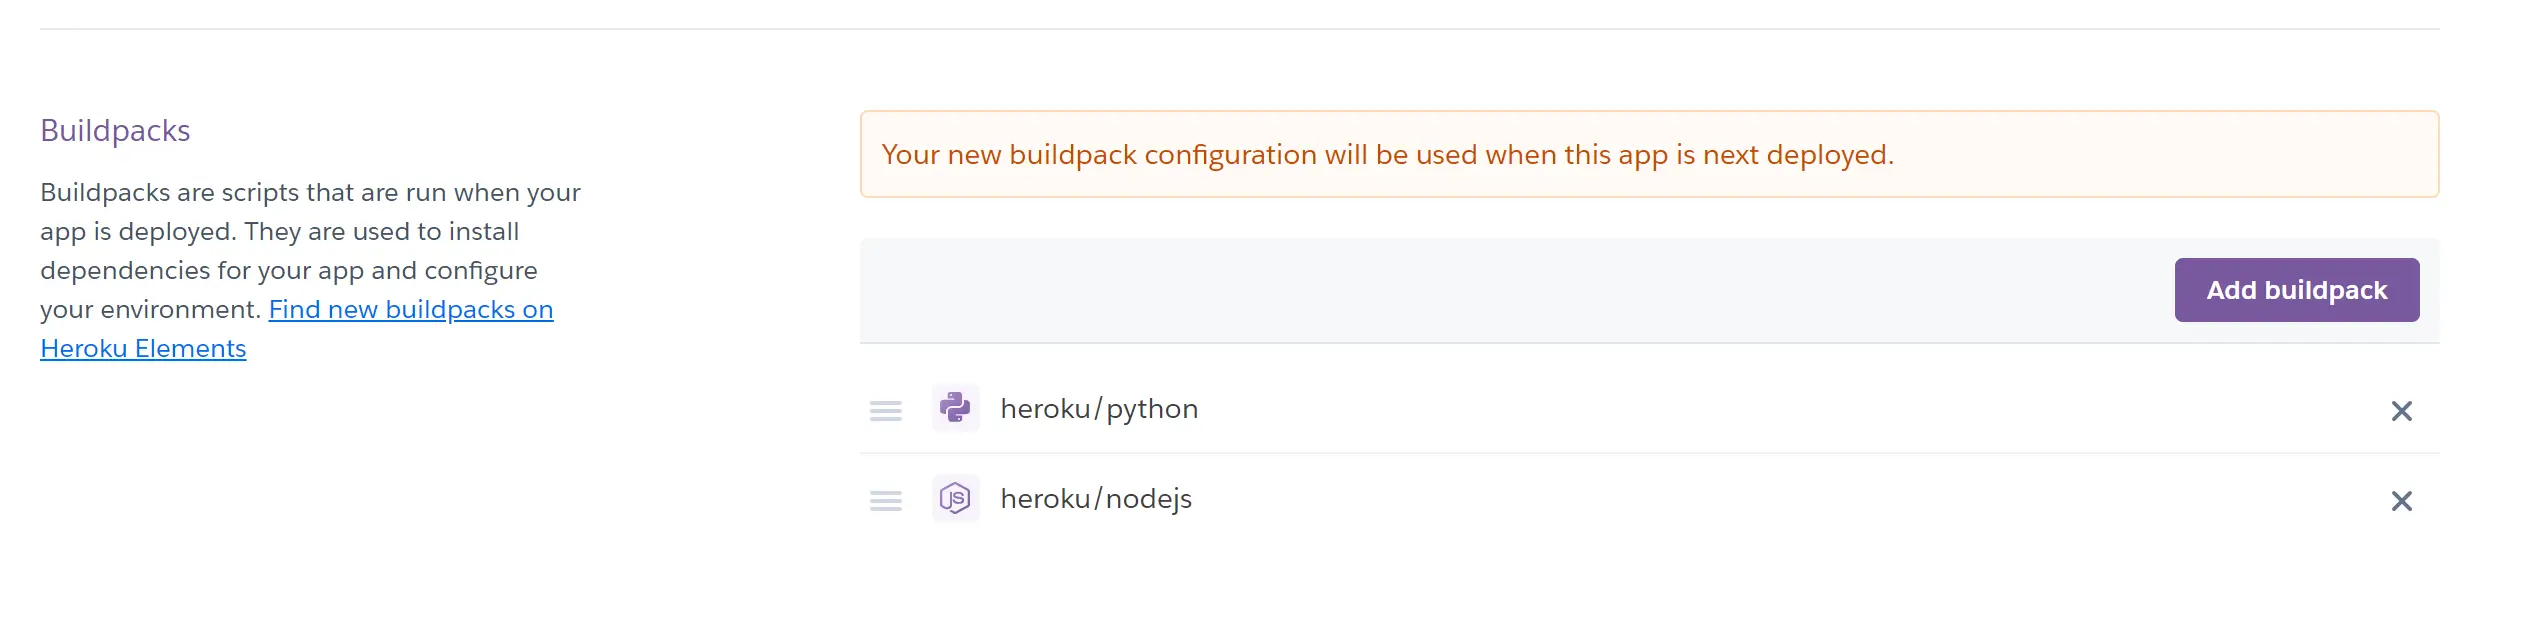 Buildpacks
Buildpacks are scripts that are run when your
app is deployed. They are used to install
dependencies for your app and configure
your environment. Find new buildpacks on
Heroku Elements
Your new buildpack configuration will be used when this app is next deployed.
Add buildpack
heroku/python
JS heroku/nodejs